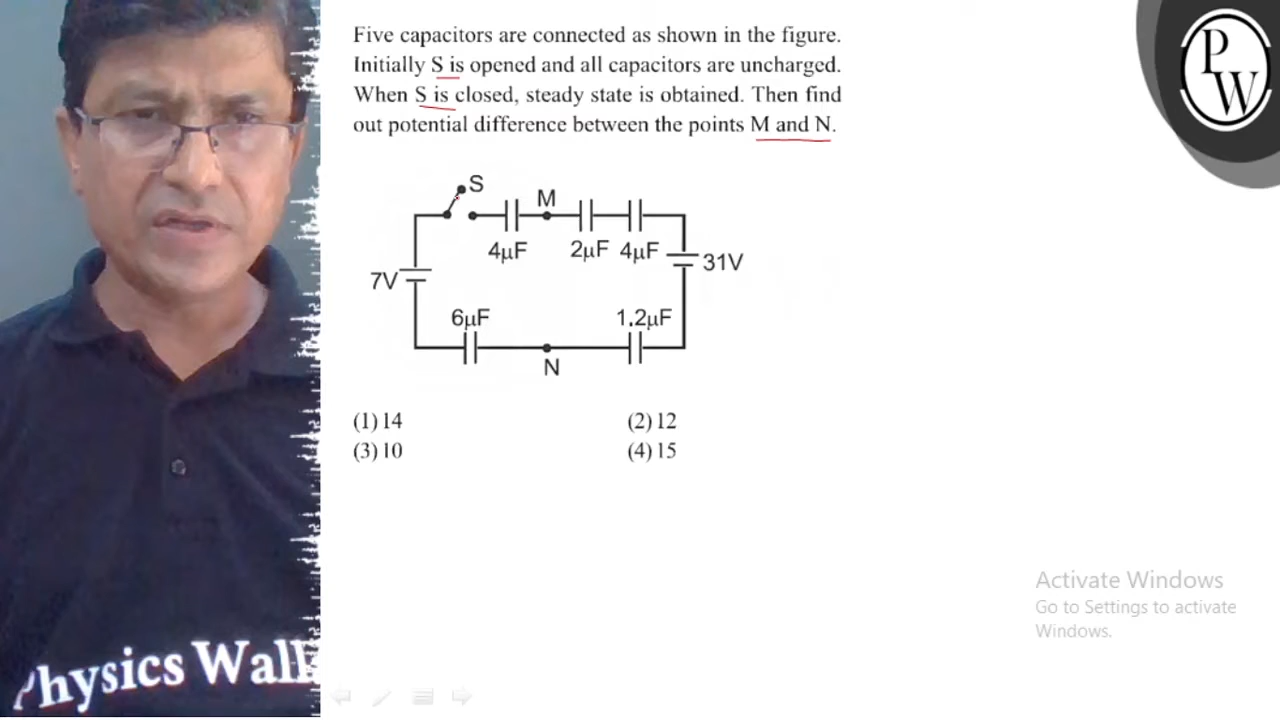 Five capacitors are connected as shown in the figure.
Initially S is opened and all capacitors are uncharged.
When S is closed, steady state is obtained. Then find
out potential difference between the points M and N.
P
W
S
M
4μF
2μF 4μF
31V
7V
6μF
1.2μF
N
(1) 14
(2) 12
(3) 10
(4) 15
Activate Windows
Go to Settings to activate
Windows.
Physics Wall